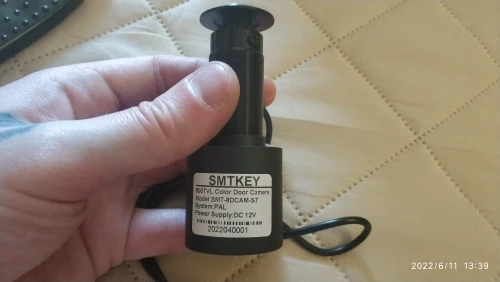 SMTKEY
800TVL Color Door Camera
Model:SMT-6DCAM-S7
System:PAL
Power Supply:DC 12V
2022040001
2022/6/11 13:39